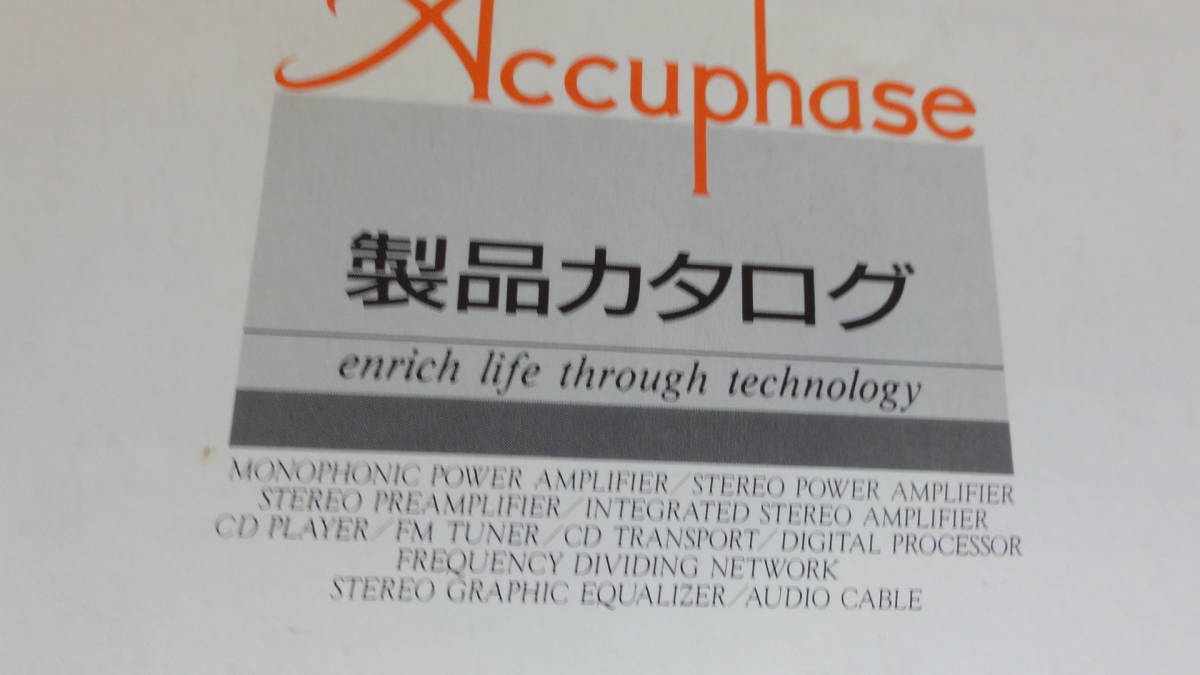 Accuphase
製品カタログ
enrich life through technology
MONOPHONIC POWER AMPLIFIER/STEREO POWER AMPLIFIER
STEREO PREAMPLIFIER/INTEGRATED STEREO AMPLIFIER
CD PLAYER/FM TUNER/CD TRANSPORT/DIGITAL PROCESSOR
FREQUENCY DIVIDING NETWORK
STEREO GRAPHIC EQUALIZER/AUDIO CABLE